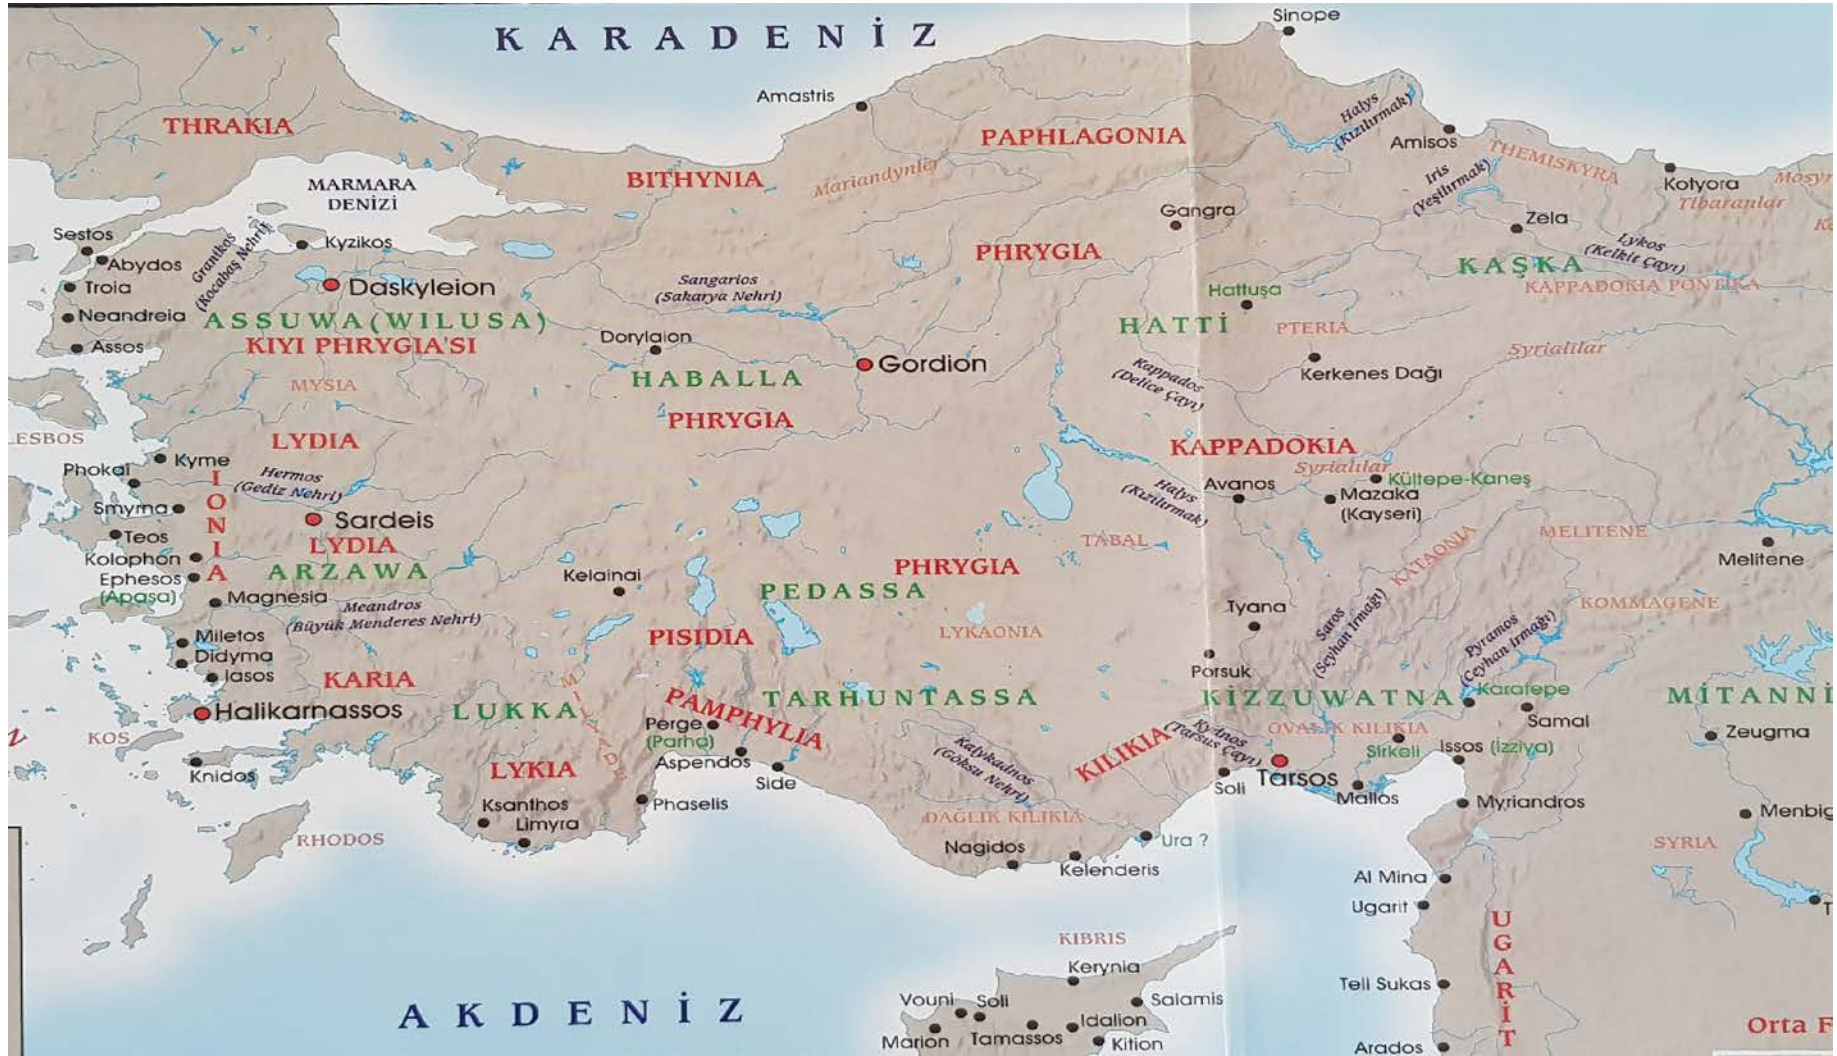 Sinope
KARADENİZ
Amastris
THRAKIA
PAPHLAGONIA
Halys
(Kızılırmak)
Amisos
THEMISKYRA
MARMARA
DENİZİ
BITHYNIA
Mariandynler
Iris
(Yeşilırmak)
Kotyora
Tibaranlar
Gangra
Zela
Sestos
Kyzikos
Granikos
(Kocabaş Nehri)
Abydos
PHRYGIA
Lykos
(Kelkit Çayı)
KAŞKA
Troia
Daskyleion
Sangarios
(Sakarya Nehri)
Hattuşa
KAPPADOKIA PONTIKA
Neandreia
ASSUWA(WILUSA)
HATTİ
PTERIA
Assos
KIYI PHRYGIA'SI
Dorylaion
Syrialılar
Gordion
Kerkenes Dağı
MYSIA
HABALLA
Kappados
(Delice Çayı)
PHRYGIA
LESBOS
LYDIA
KAPPADOKIA
Phokai
Kyme
Syrialılar
Kültepe-Kaneş
Hermos
(Gediz Nehri)
IONIA
Halys
(Kızılırmak)
Avanos
Mazaka
(Kayseri)
Smyrna
Sardeis
Teos
LYDIA
TABAL
KATAONIA
MELITENE
Melitene
Kolophon
Ephesos
(Apasa)
ARZAWA
Kelainai
PHRYGIA
PEDASSA
Magnesia
Meandros
(Büyük Menderes Nehri)
Tyana
Saros
(Seyhan Irmağı)
Pyramos
(Ceyhan Irmağı)
KOMMAGENE
Miletos
Didyma
Iasos
PISIDIA
LYKAONIA
Porsuk
KARIA
MILYADA
Halikarnassos
LUKKA
PAMPHYLIA
TARHUNTASSA
KİZZUWATNA
Karatepe
MİTANNİ
Samal
KOS
Perge
(Parha)
Aspendos
Side
Kalykadnos
(Göksu Nehri)
KILIKIA
Kydnos
(Tarsus Çayı)
OVALIK KILIKIA
Sirkeli
Issos (İzziya)
Zeugma
Knidos
LYKIA
Soli
Tarsos
Mallos
Ksanthos
Limyra
Phaselis
Myriandros
Menbiç
RHODOS
DAĞLIK KILIKIA
Ura ?
SYRIA
Nagidos
Kelenderis
Al Mina
Ugarit
UGARİT
KIBRIS
Kerynia
Tell Sukas
AKDENİZ
Vouni
Soli
Salamis
Marion
Tamassos
Idalion
Kition
Orta F
Arados